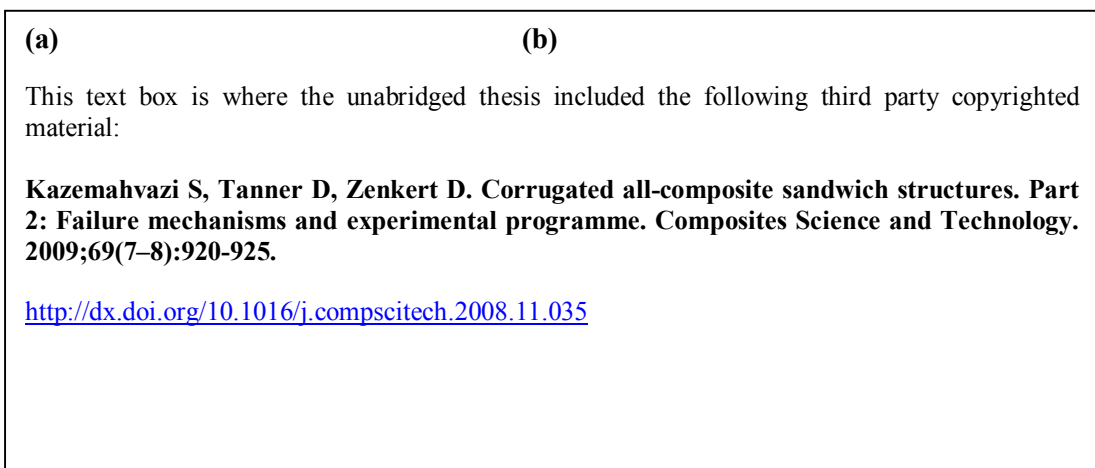 (a) (b)
This text box is where the unabridged thesis included the following third party copyrighted
material:
Kazemahvazi S, Tanner D, Zenkert D. Corrugated all-composite sandwich structures. Part
2: Failure mechanisms and experimental programme. Composites Science and Technology.
2009;69(7–8):920-925.
http://dx.doi.org/10.1016/j.compscitech.2008.11.035